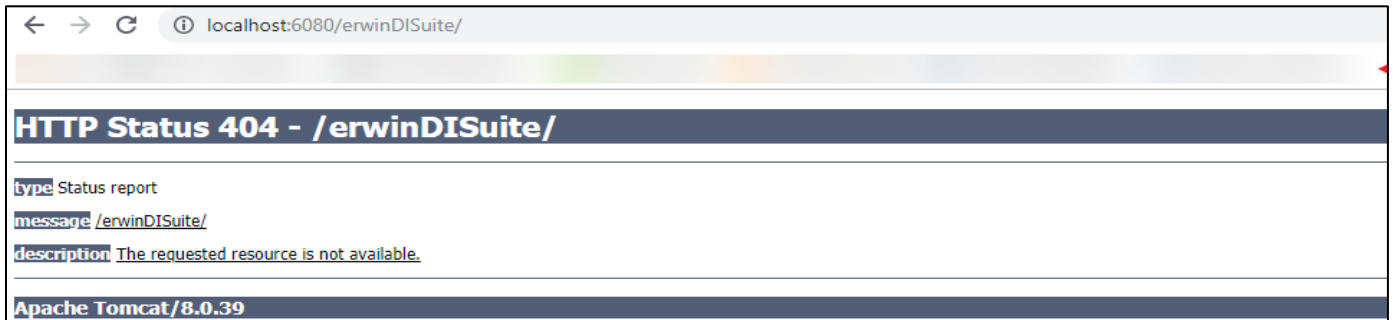 localhost:6080/erwinDISuite/
HTTP Status 404 - /erwinDISuite/
type Status report
message /erwinDISuite/
description The requested resource is not available.
Apache Tomcat/8.0.39